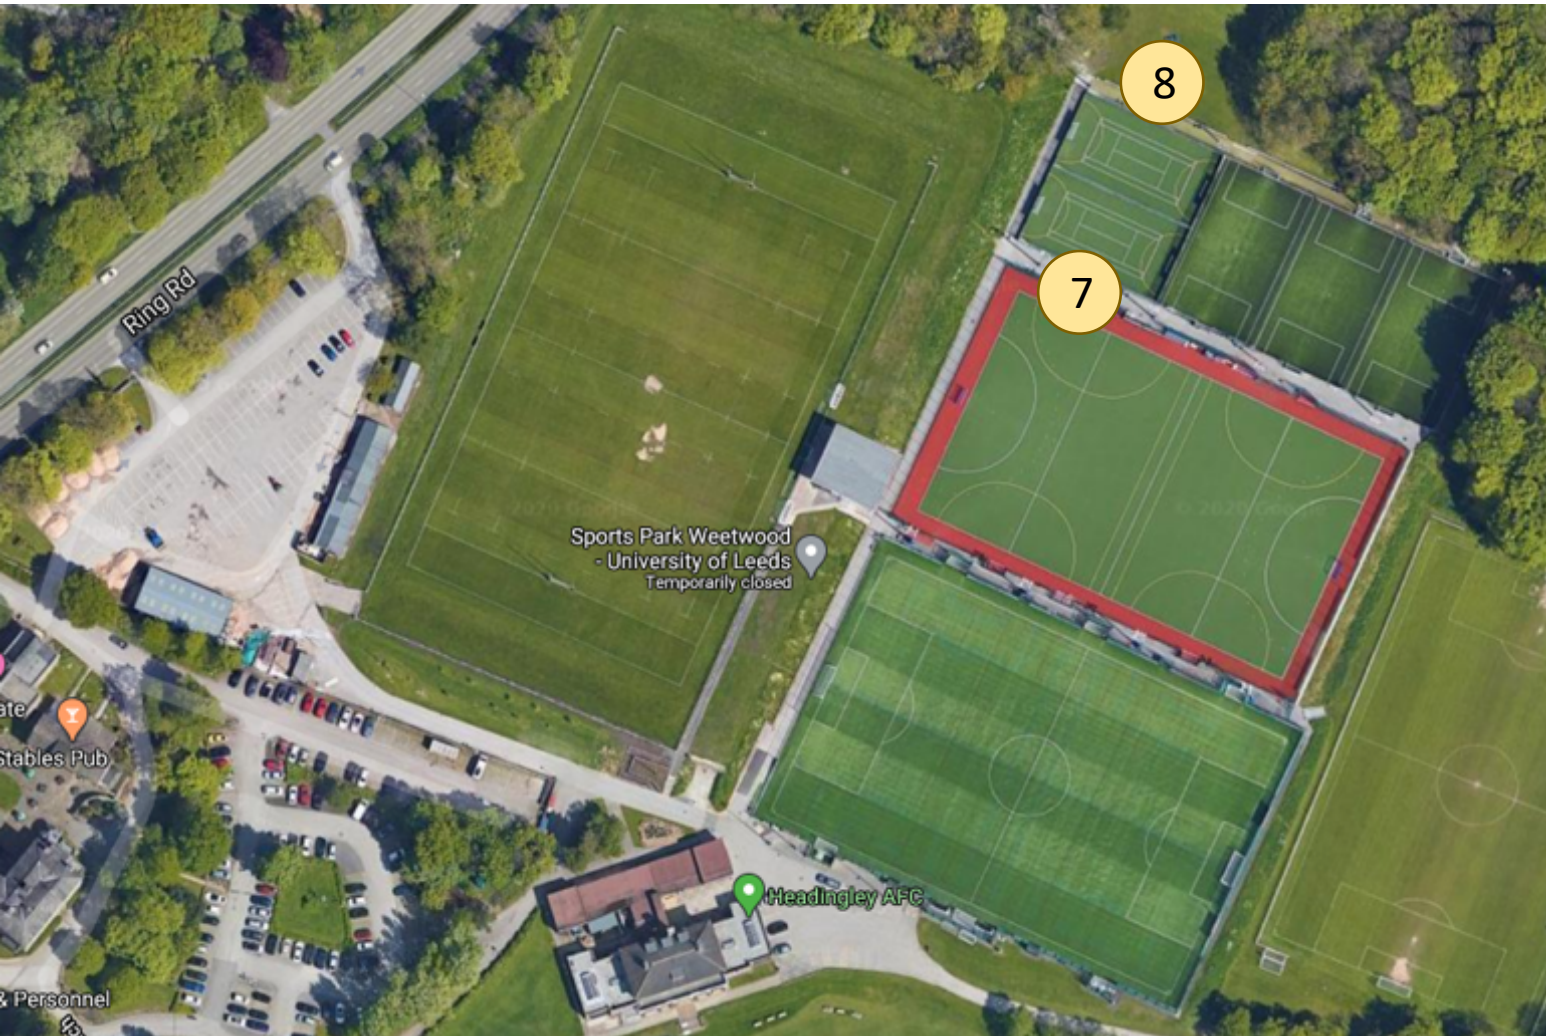 8
Ring Rd
7
Sports Park Weetwood
- University of Leeds
Temporarily closed
ate
Stables Pub
Headingley AFC
& Personnel